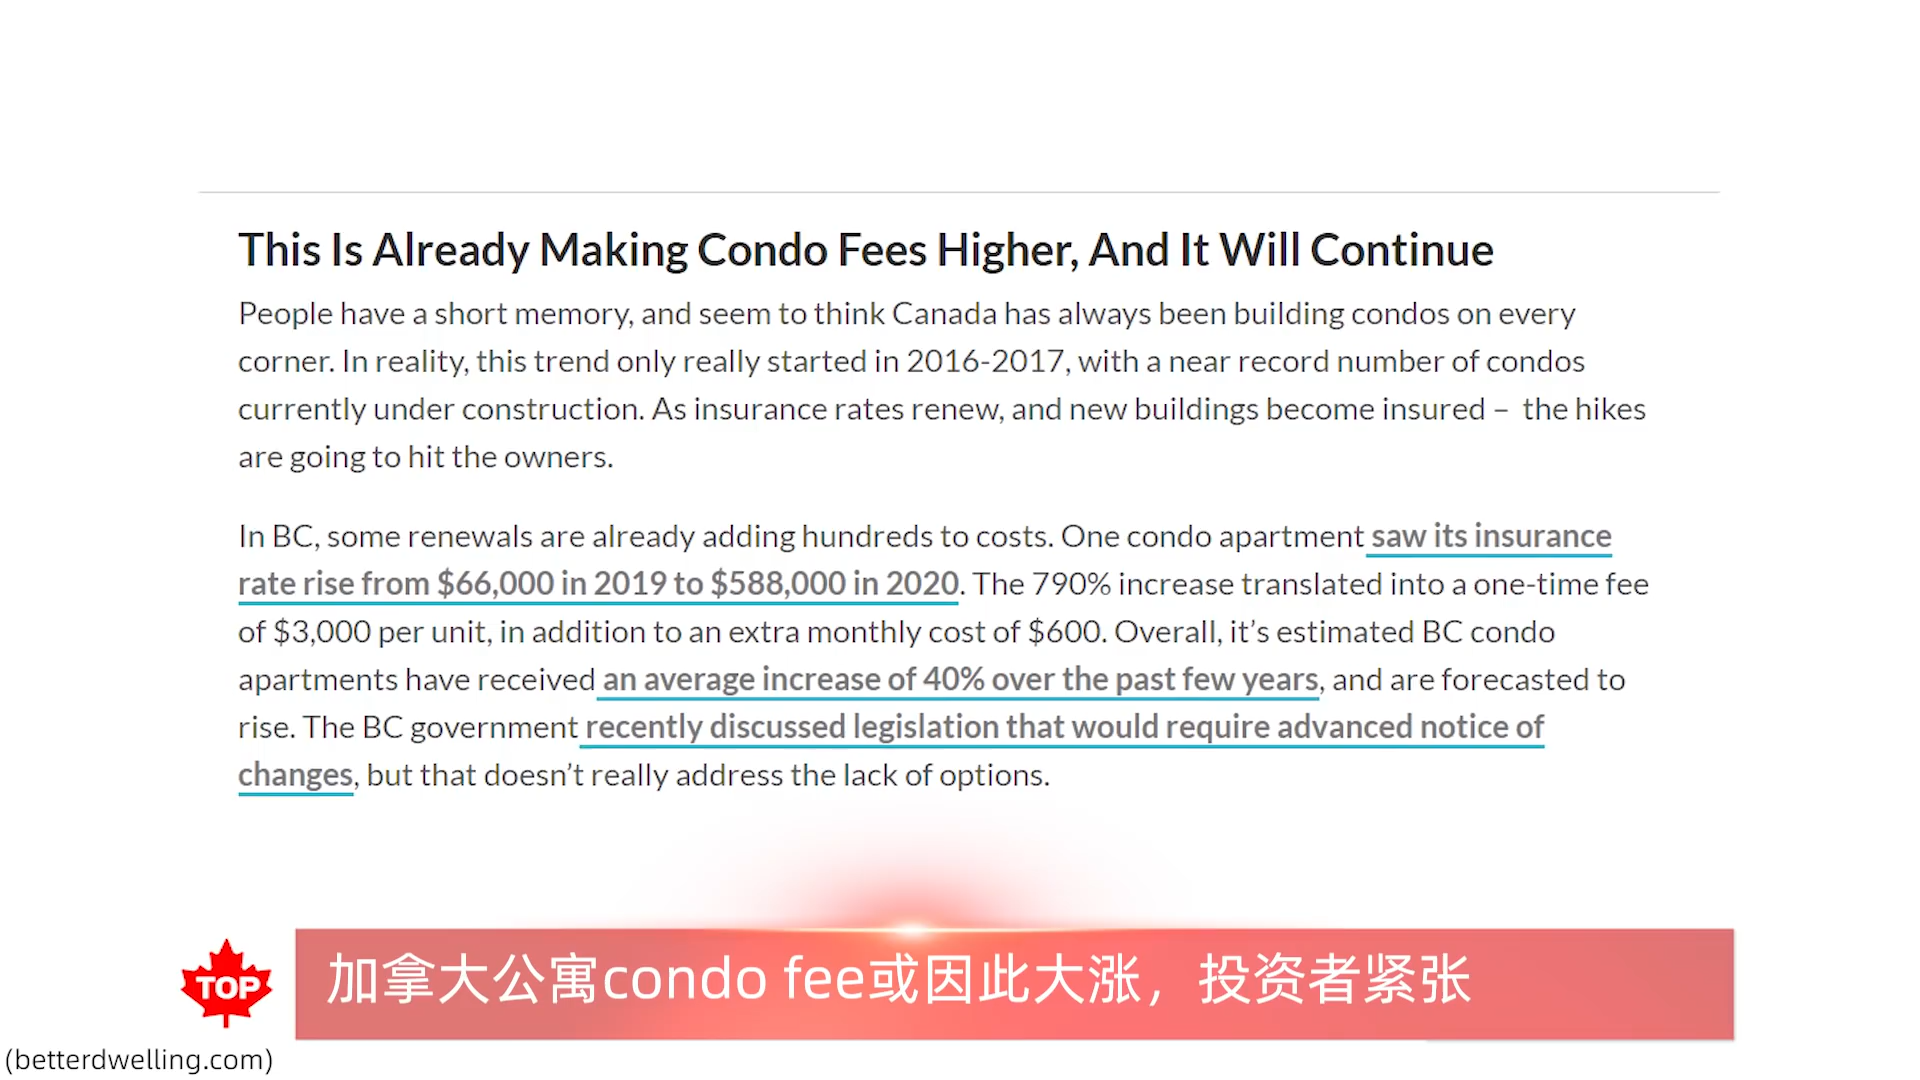 This Is Already Making Condo Fees Higher, And It Will Continue
People have a short memory, and seem to think Canada has always been building condos on every
corner. In reality, this trend only really started in 2016-2017, with a near record number of condos
currently under construction. As insurance rates renew, and new buildings become insured – the hikes
are going to hit the owners.
In BC, some renewals are already adding hundreds to costs. One condo apartment saw its insurance
rate rise from $66,000 in 2019 to $588,000 in 2020. The 790% increase translated into a one-time fee
of $3,000 per unit, in addition to an extra monthly cost of $600. Overall, it’s estimated BC condo
apartments have received an average increase of 40% over the past few years, and are forecasted to
rise. The BC government recently discussed legislation that would require advanced notice of
changes, but that doesn’t really address the lack of options.
TOP
加拿大公寓condo fee或因此大涨，投资者紧张
(betterdwelling.com)